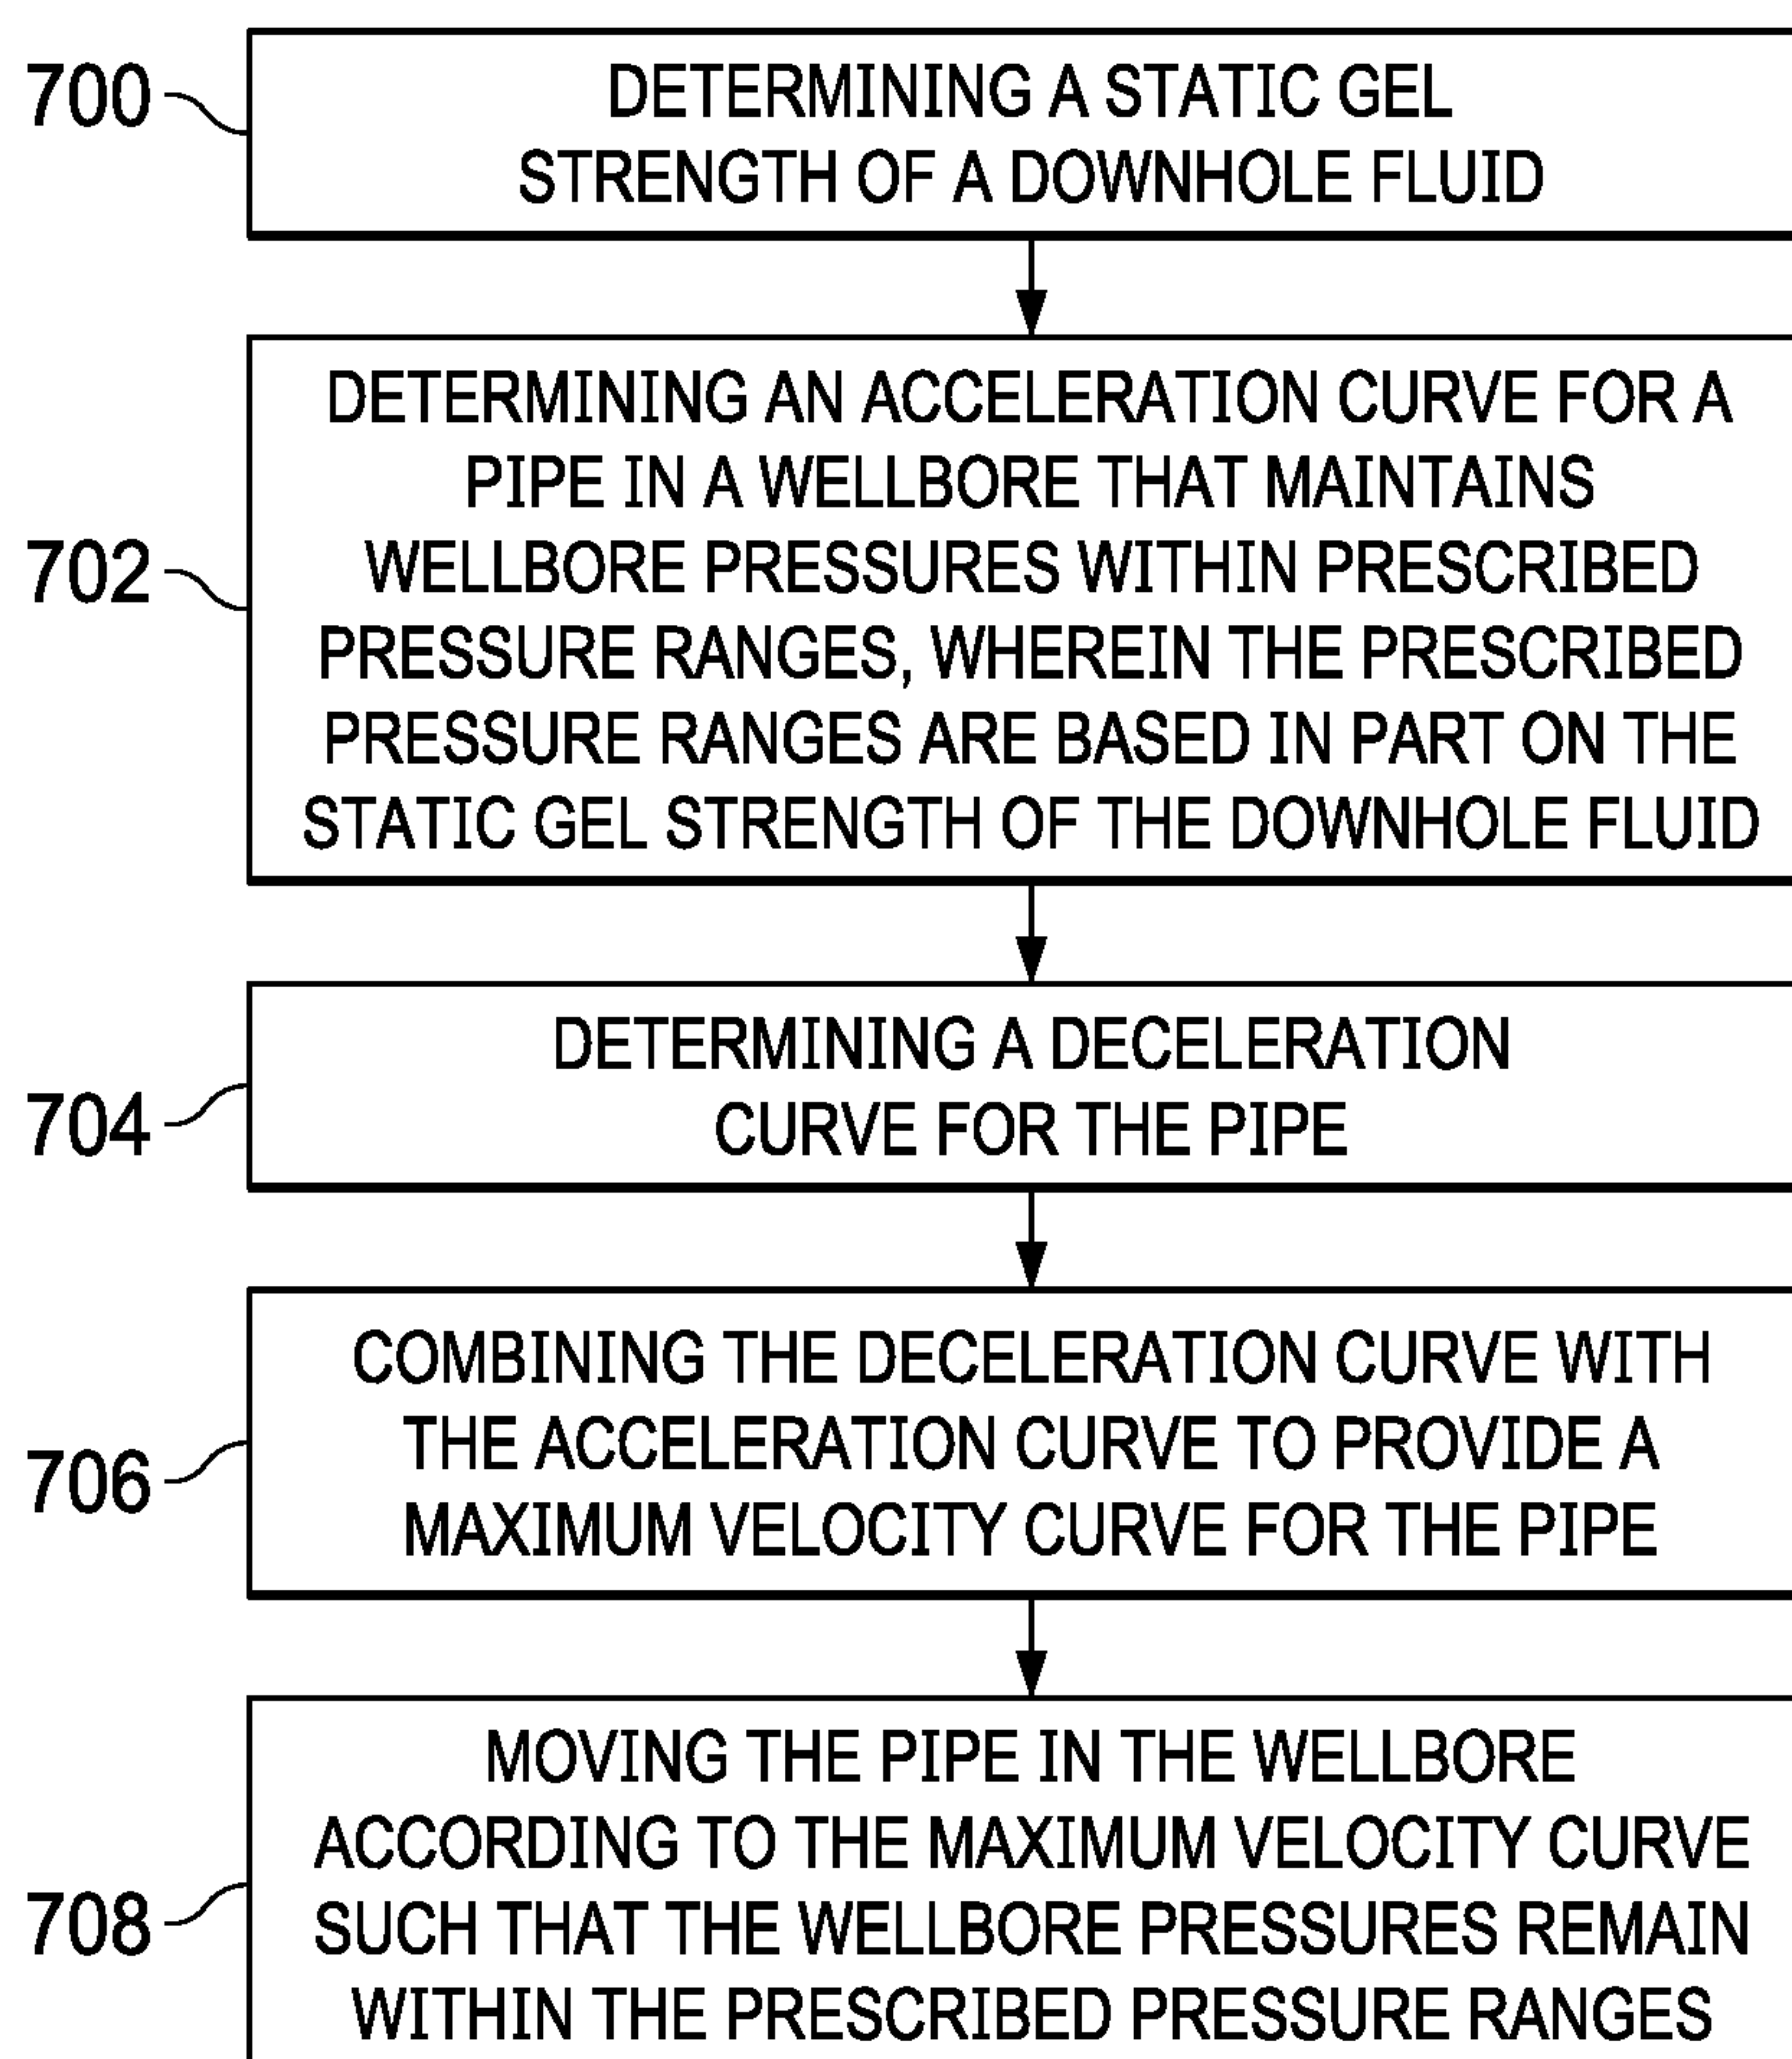 700
DETERMINING A STATIC GEL
STRENGTH OF A DOWNHOLE FLUID
702
DETERMINING AN ACCELERATION CURVE FOR A
PIPE IN A WELLBORE THAT MAINTAINS
WELLBORE PRESSURES WITHIN PRESCRIBED
PRESSURE RANGES, WHEREIN THE PRESCRIBED
PRESSURE RANGES ARE BASED IN PART ON THE
STATIC GEL STRENGTH OF THE DOWNHOLE FLUID
704
DETERMINING A DECELERATION
CURVE FOR THE PIPE
706
COMBINING THE DECELERATION CURVE WITH
THE ACCELERATION CURVE TO PROVIDE A
MAXIMUM VELOCITY CURVE FOR THE PIPE
708
MOVING THE PIPE IN THE WELLBORE
ACCORDING TO THE MAXIMUM VELOCITY CURVE
SUCH THAT THE WELLBORE PRESSURES REMAIN
WITHIN THE PRESCRIBED PRESSURE RANGES